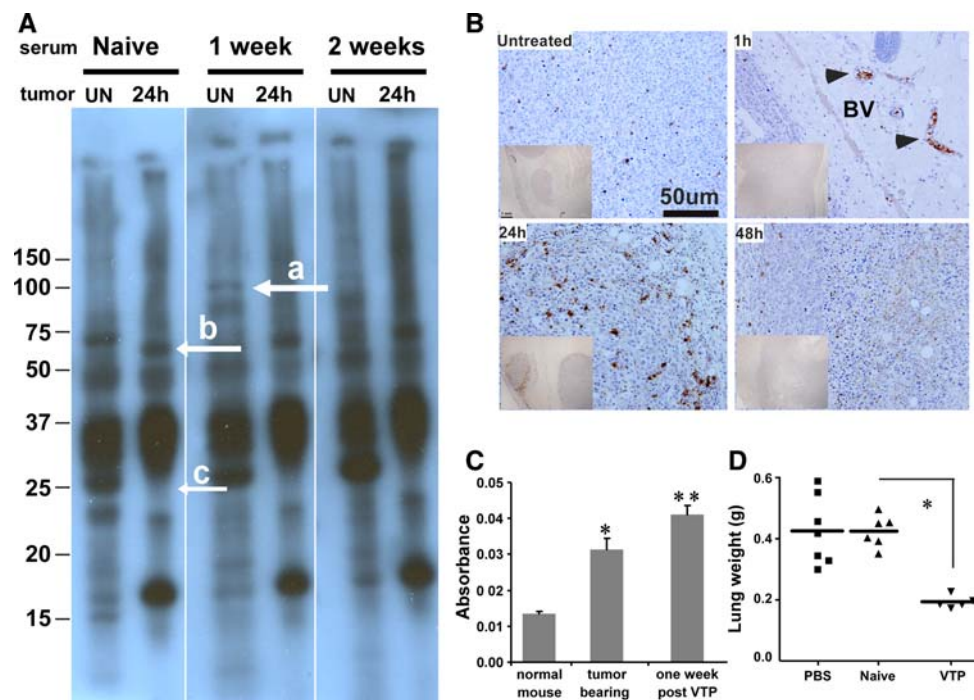 A
serum Naive 1 week 2 weeks
tumor UN 24h UN 24h UN 24h
150
100
75
50
37
25
20
15
a
b
c
B
Untreated
1h
BV
50um
24h
48h
C
Absorbance
0.05
0.04
0.03
0.02
0.01
0.00
*
**
normal mouse
tumor bearing
one week post VTP
D
Lung weight (g)
0.6
0.4
0.2
0.0
*
PBS Naive VTP